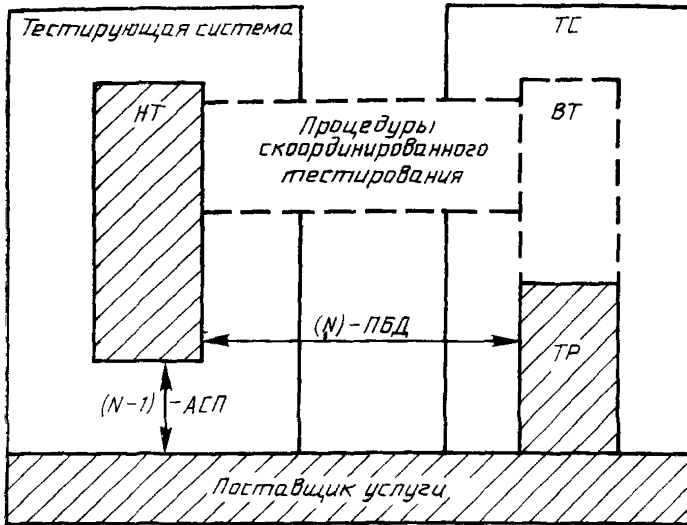 Тестирующая система
ТС
НТ
ВТ
Процедуры
скоординированного
тестирования
(N)-ПБД
ТР
(N-1)-АСП
Поставщик услуги